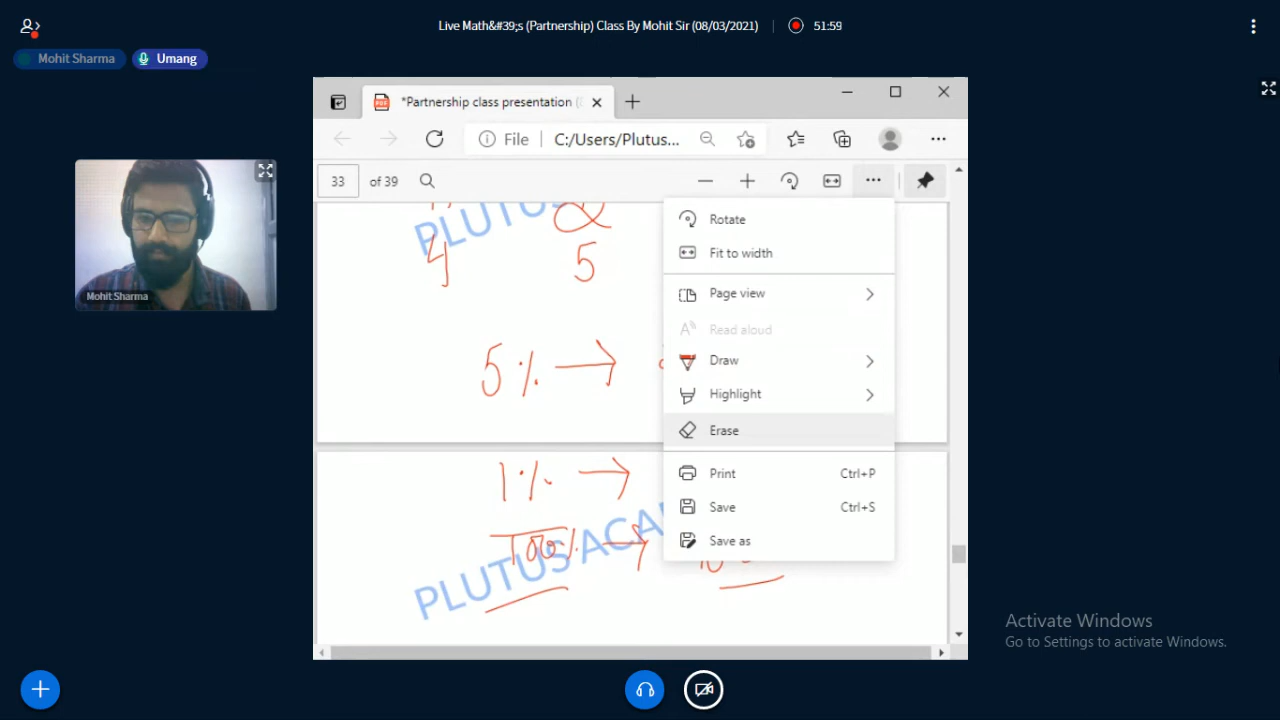 Live Math&#39;s (Partnership) Class By Mohit Sir (08/03/2021)
51:59
Mohit Sharma
Umang
*Partnership class presentation (
File
C:/Users/Plutus...
33
of 39
Mohit Sharma
PLUTUS
4
5
5%
1%
100%
PLUTUS ACA
Rotate
Fit to width
Page view
Read aloud
Draw
Highlight
Erase
Print Ctrl+P
Save Ctrl+S
Save as
Activate Windows
Go to Settings to activate Windows.